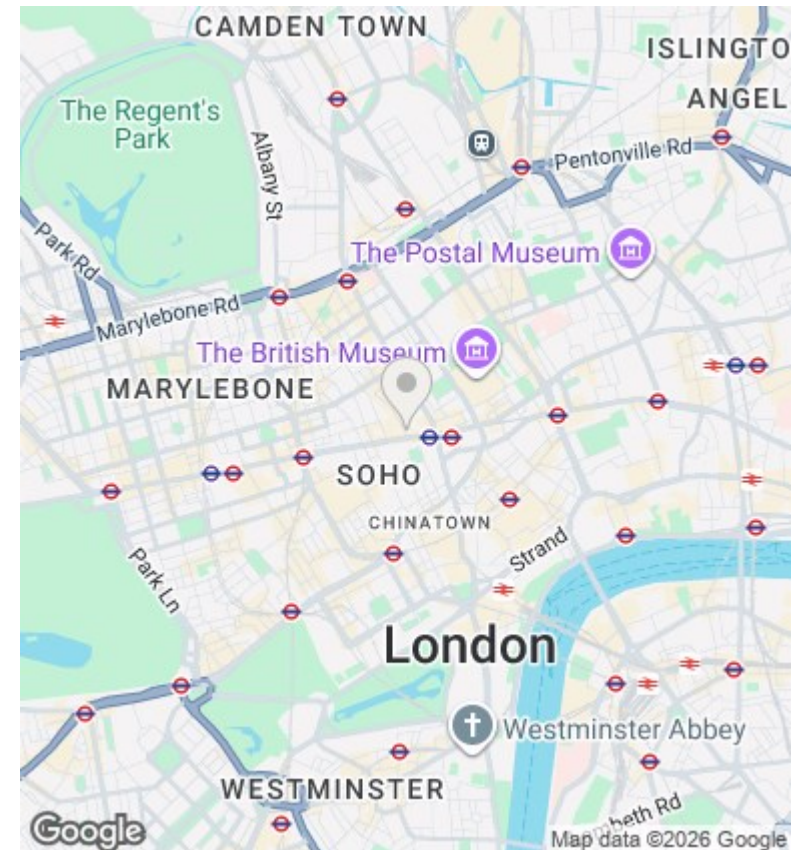 CAMDEN TOWN
ISLINGTO
ANGEL
The Regent's
Park
Albany St
Pentonville Rd
Park Rd
The Postal Museum
Marylebone Rd
The British Museum
MARYLEBONE
SOHO
CHINATOWN
Strand
Park Ln
London
Westminster Abbey
WESTMINSTER
beth Rd
Google
Map data ©2026 Google